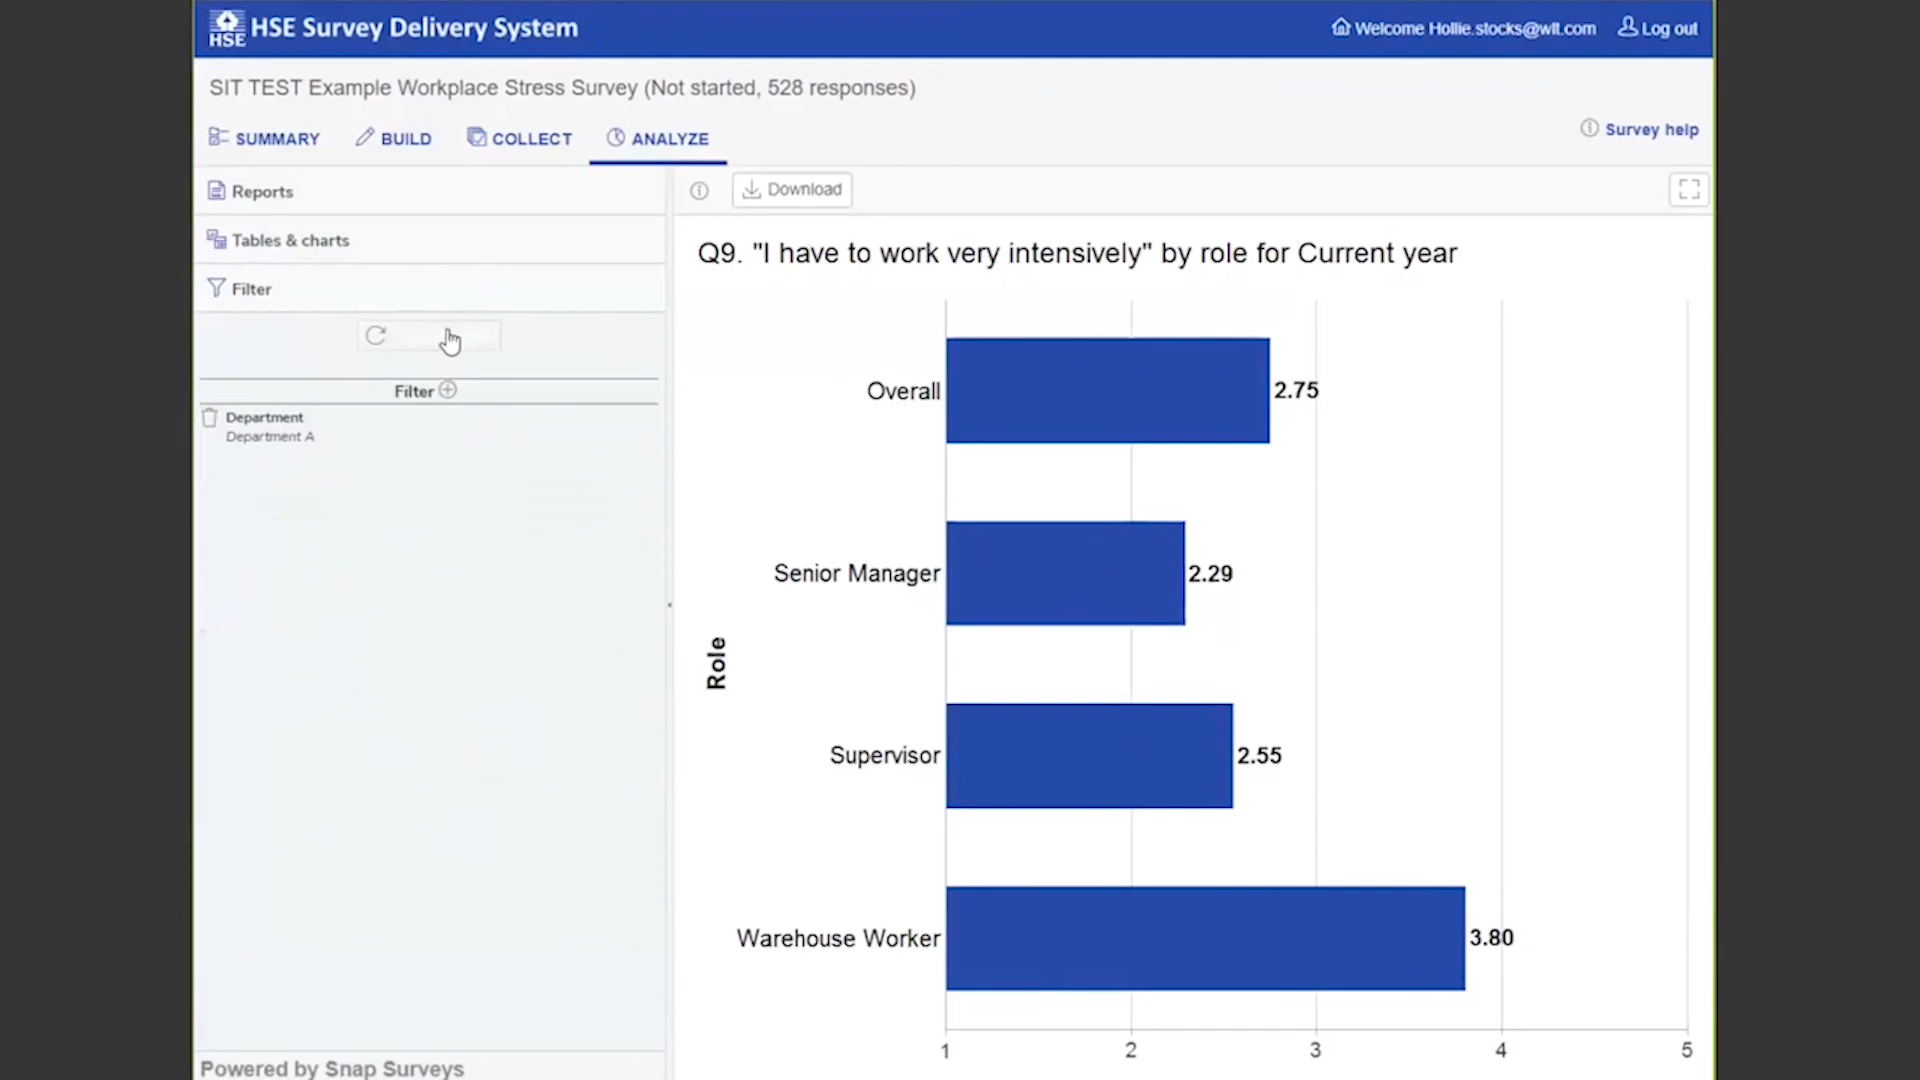 HSE
HSE Survey Delivery System
Welcome Hollie.stocks@wlt.com
Log out
SIT TEST Example Workplace Stress Survey (Not started, 528 responses)
SUMMARY
BUILD
COLLECT
ANALYZE
Survey help
Reports
Tables & charts
Filter
Filter
Department
Department A
Powered by Snap Surveys
Download
Q9. "I have to work very intensively" by role for Current year
Role
Overall
2.75
Senior Manager
2.29
Supervisor
2.55
Warehouse Worker
3.80
1 2 3 4 5